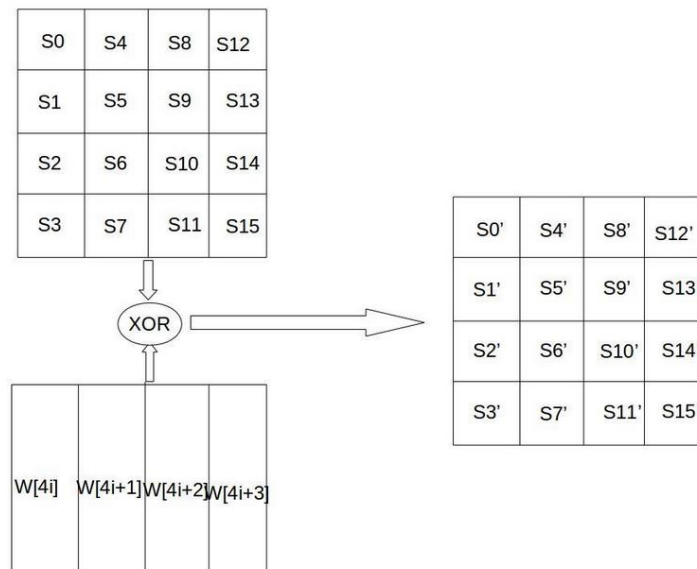 S0 S4 S8 S12
S1 S5 S9 S13
S2 S6 S10 S14
S3 S7 S11 S15
XOR
W[4i] W[4i+1] W[4i+2] W[4i+3]
S0’ S4’ S8’ S12’
S1’ S5’ S9’ S13
S2’ S6’ S10’ S14
S3’ S7’ S11’ S15